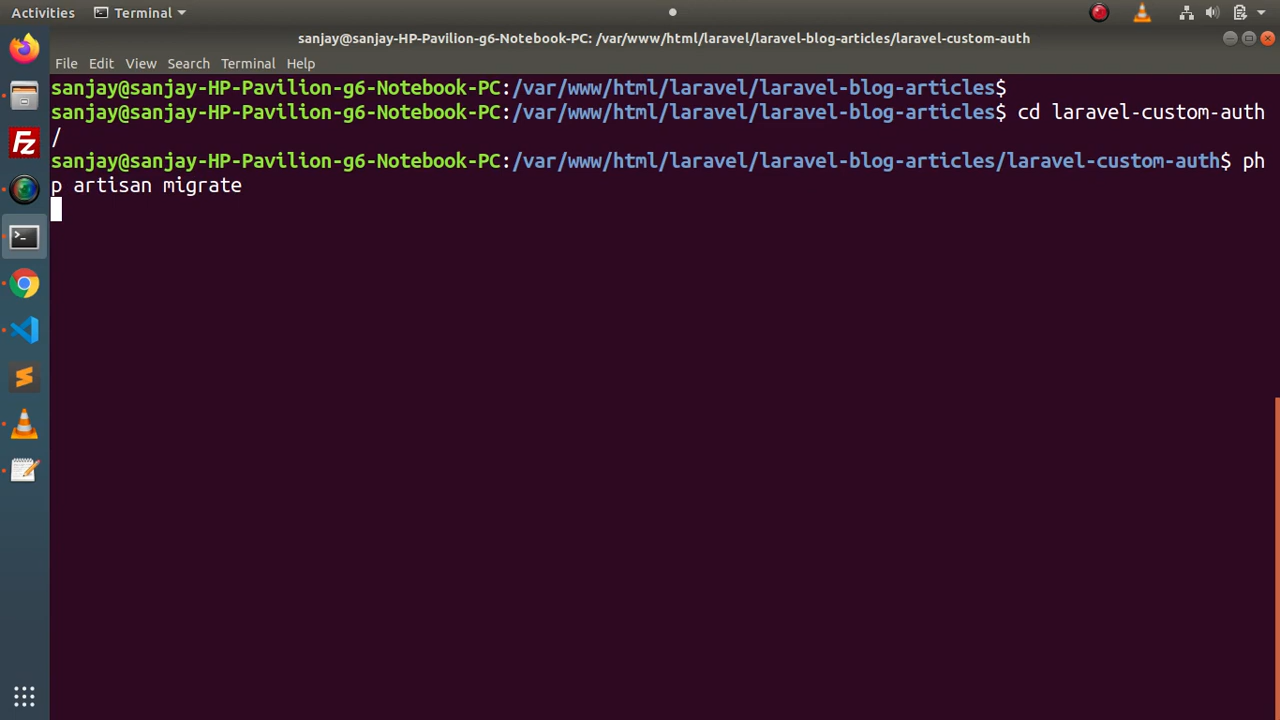 Activities
Terminal
sanjay@sanjay-HP-Pavilion-g6-Notebook-PC: /var/www/html/laravel/laravel-blog-articles/laravel-custom-auth
File Edit View Search Terminal Help
sanjay@sanjay-HP-Pavilion-g6-Notebook-PC:/var/www/html/laravel/laravel-blog-articles$
sanjay@sanjay-HP-Pavilion-g6-Notebook-PC:/var/www/html/laravel/laravel-blog-articles$ cd laravel-custom-auth
/
sanjay@sanjay-HP-Pavilion-g6-Notebook-PC:/var/www/html/laravel/laravel-blog-articles/laravel-custom-auth$ ph
p artisan migrate